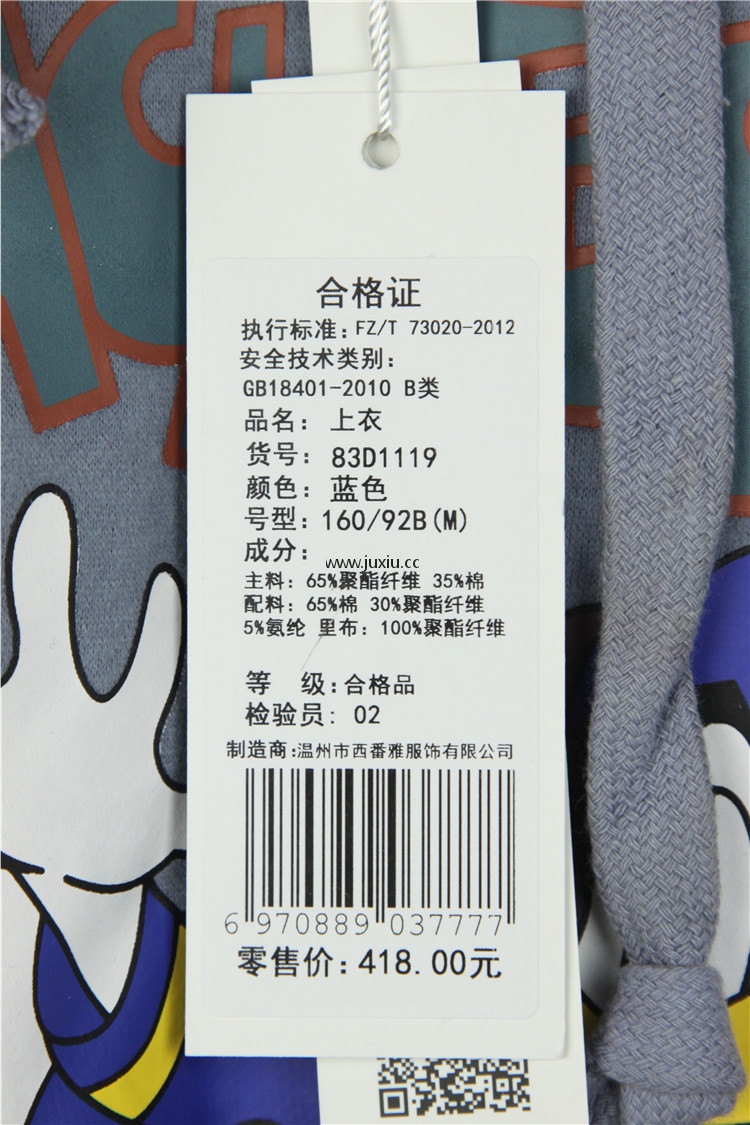 合格证
执行标准：FZ/T 73020-2012
安全技术类别：
GB18401-2010 B类
品名： 上衣
货号： 83D1119
颜色： 蓝色
号型：160/92B(M)
成分：
www.juxiu.cc
主料：65%聚酯纤维 35%棉
配料：65%棉 30%聚酯纤维
5%氨纶 里布：100%聚酯纤维
等 级：合格品
检验员: 02
制造商：温州市西番雅服饰有限公司
6 970889 037777
零售价：418.00元